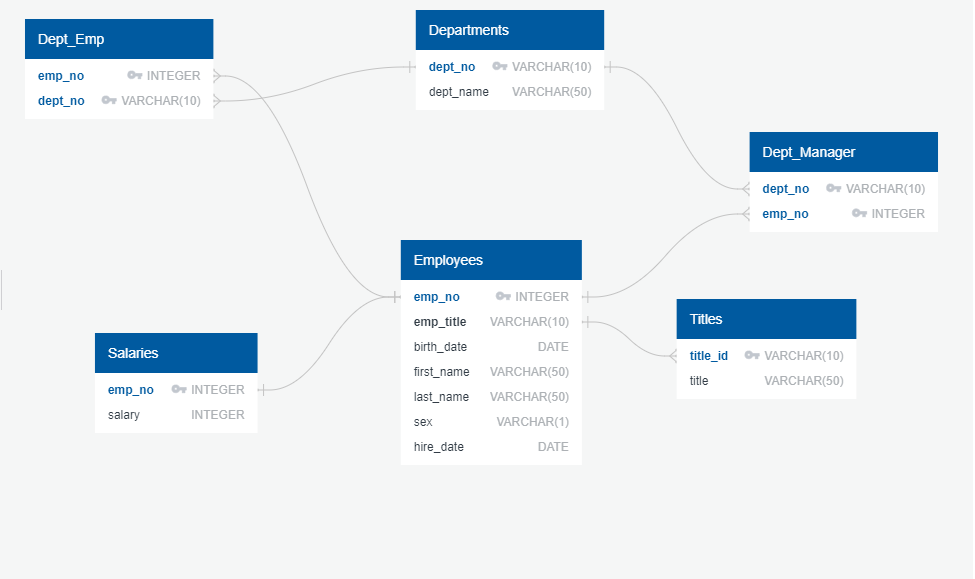 Dept_Emp
emp_no INTEGER
dept_no VARCHAR(10)
Departments
dept_no VARCHAR(10)
dept_name VARCHAR(50)
Dept_Manager
dept_no VARCHAR(10)
emp_no INTEGER
Employees
emp_no INTEGER
emp_title VARCHAR(10)
birth_date DATE
first_name VARCHAR(50)
last_name VARCHAR(50)
sex VARCHAR(1)
hire_date DATE
Titles
title_id VARCHAR(10)
title VARCHAR(50)
Salaries
emp_no INTEGER
salary INTEGER